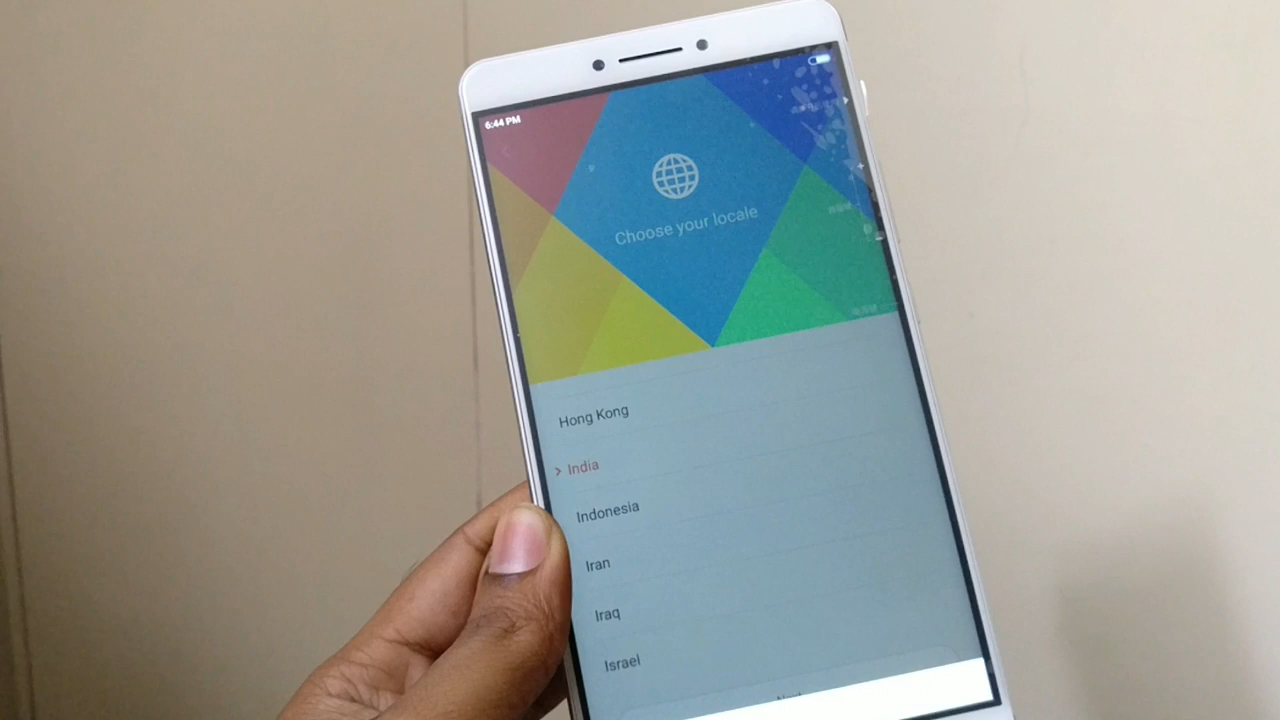 6:44 PM
Choose your locale
Hong Kong
India
Indonesia
Iran
Iraq
Israel